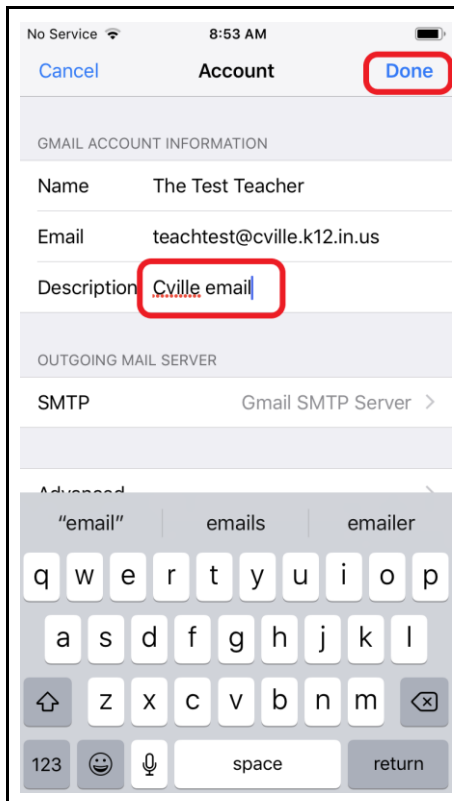 No Service 8:53 AM
Cancel Account Done
GMAIL ACCOUNT INFORMATION
Name The Test Teacher
Email teachtest@cville.k12.in.us
Description Cville email
OUTGOING MAIL SERVER
SMTP Gmail SMTP Server >
Advanced >
“email” emails emailer
q w e r t y u i o p
a s d f g h j k l
z x c v b n m
123 space return